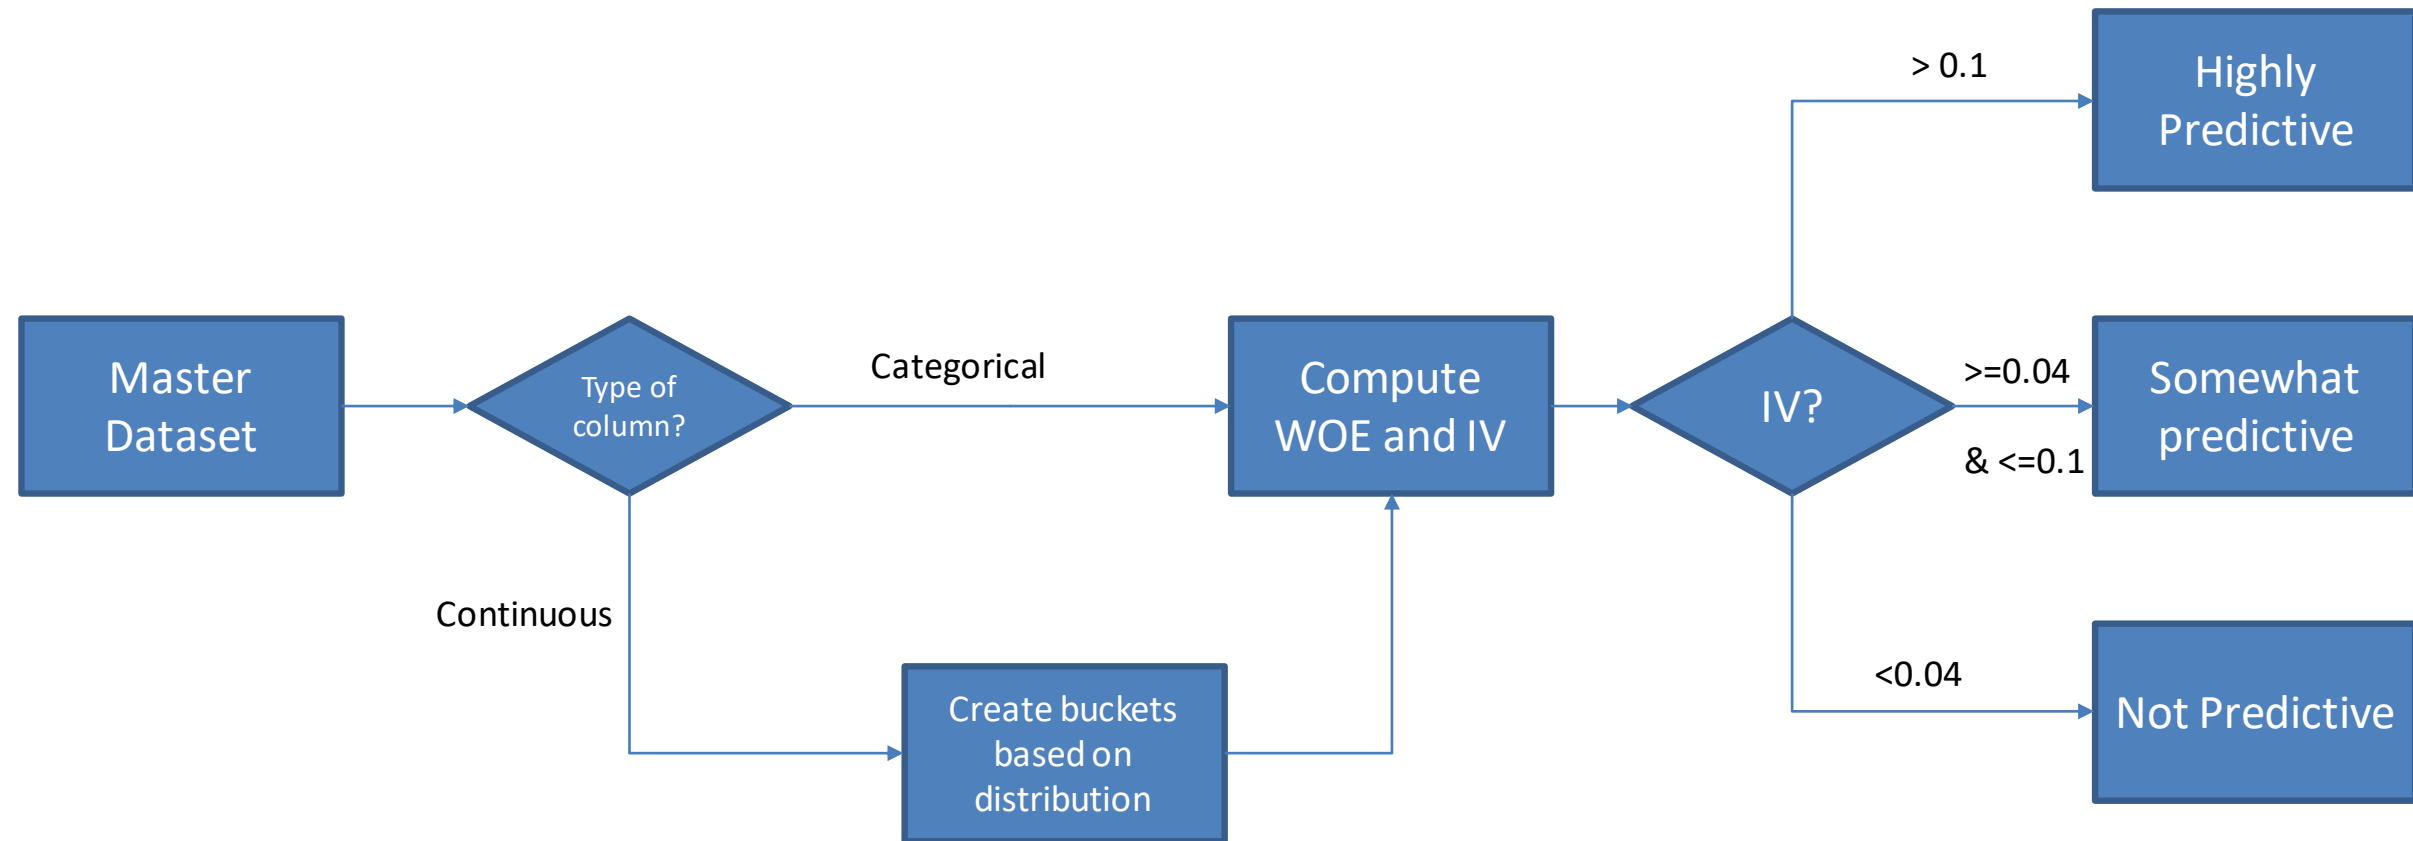 Master
Dataset
Type of
column?
Categorical
Continuous
Create buckets
based on
distribution
Compute
WOE and IV
IV?
> 0.1
Highly
Predictive
>=0.04
& <=0.1
Somewhat
predictive
<0.04
Not Predictive